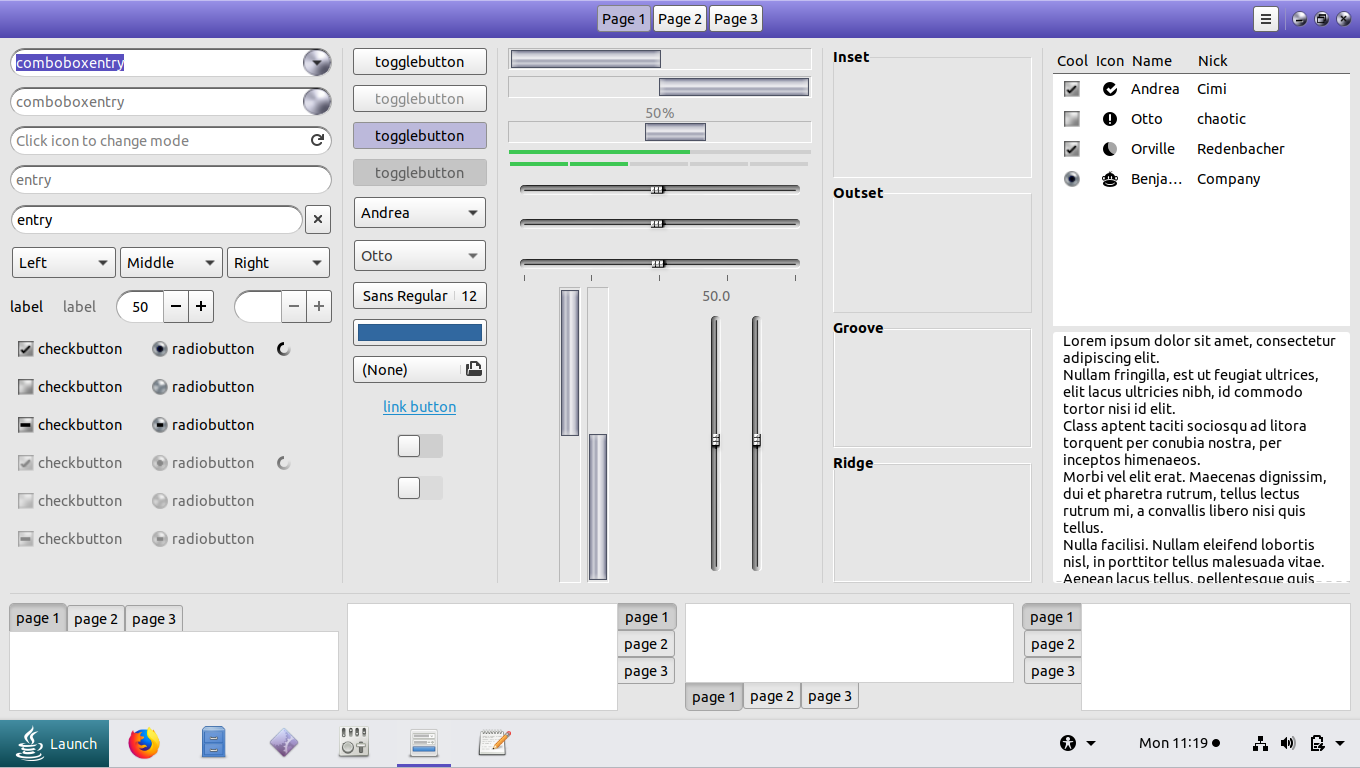 Page 1 Page 2 Page 3
comboboxentry
comboboxentry
Click icon to change mode
entry
entry
Left Middle Right
label label 50
checkbutton radiobutton
checkbutton radiobutton
checkbutton radiobutton
checkbutton radiobutton
checkbutton radiobutton
checkbutton radiobutton
togglebutton
togglebutton
togglebutton
togglebutton
Andrea
Otto
Sans Regular 12
(None)
link button
50%
50.0
Inset
Outset
Groove
Ridge
Cool Icon Name Nick
Andrea Cimi
Otto chaotic
Orville Redenbacher
Benja... Company
Lorem ipsum dolor sit amet, consectetur
adipiscing elit.
Nullam fringilla, est ut feugiat ultrices,
elit lacus ultricies nibh, id commodo
tortor nisi id elit.
Class aptent taciti sociosqu ad litora
torquent per conubia nostra, per
inceptos himenaeos.
Morbi vel elit erat. Maecenas dignissim,
dui et pharetra rutrum, tellus lectus
rutrum mi, a convallis libero nisi quis
tellus.
Nulla facilisi. Nullam eleifend lobortis
nisl, in porttitor tellus malesuada vitae.
Aenean lacus tellus, pellentesque quis
page 1 page 2 page 3
page 1
page 2
page 3
page 1 page 2 page 3
page 1
page 2
page 3
Launch
Mon 11:19